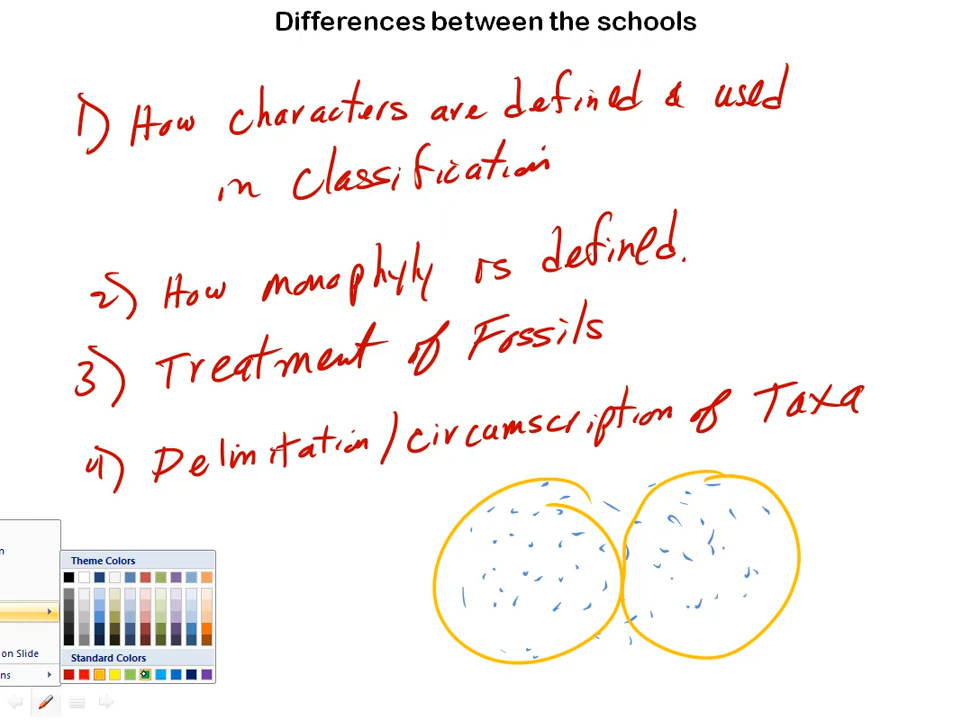 Differences between the schools
1) How characters are defined & used
in classification
2) How monophyly is defined.
3) Treatment of Fossils
4) Delimitation/circumscription of Taxa
Theme Colors
on Slide
Standard Colors